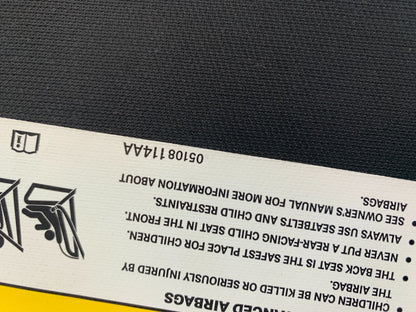 ANCED AIRBAGS
CHILDREN CAN BE KILLED OR SERIOUSLY INJURED BY
THE AIRBAG.
• THE BACK SEAT IS THE SAFEST PLACE FOR CHILDREN.
• NEVER PUT A REAR-FACING CHILD SEAT IN THE FRONT.
• ALWAYS USE SEATBELTS AND CHILD RESTRAINTS.
• SEE OWNER'S MANUAL FOR MORE INFORMATION ABOUT
AIRBAGS.
05108114AA